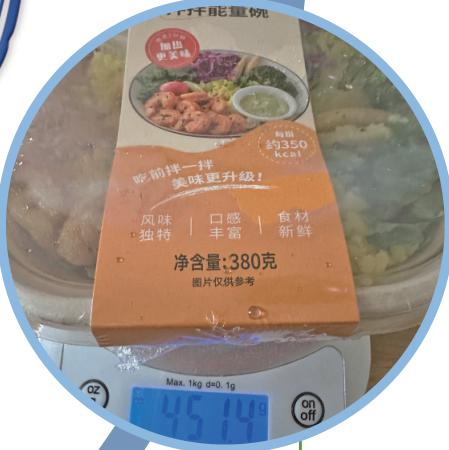 拌能量碗
加出
更美味
每份
約350
kcal
吃前拌一拌
美味更升级!
风味
独特
口感
丰富
食材
新鲜
净含量:380克
图片仅供参考
Max. 1kg d=0.1g
oz
451.4g
on
off